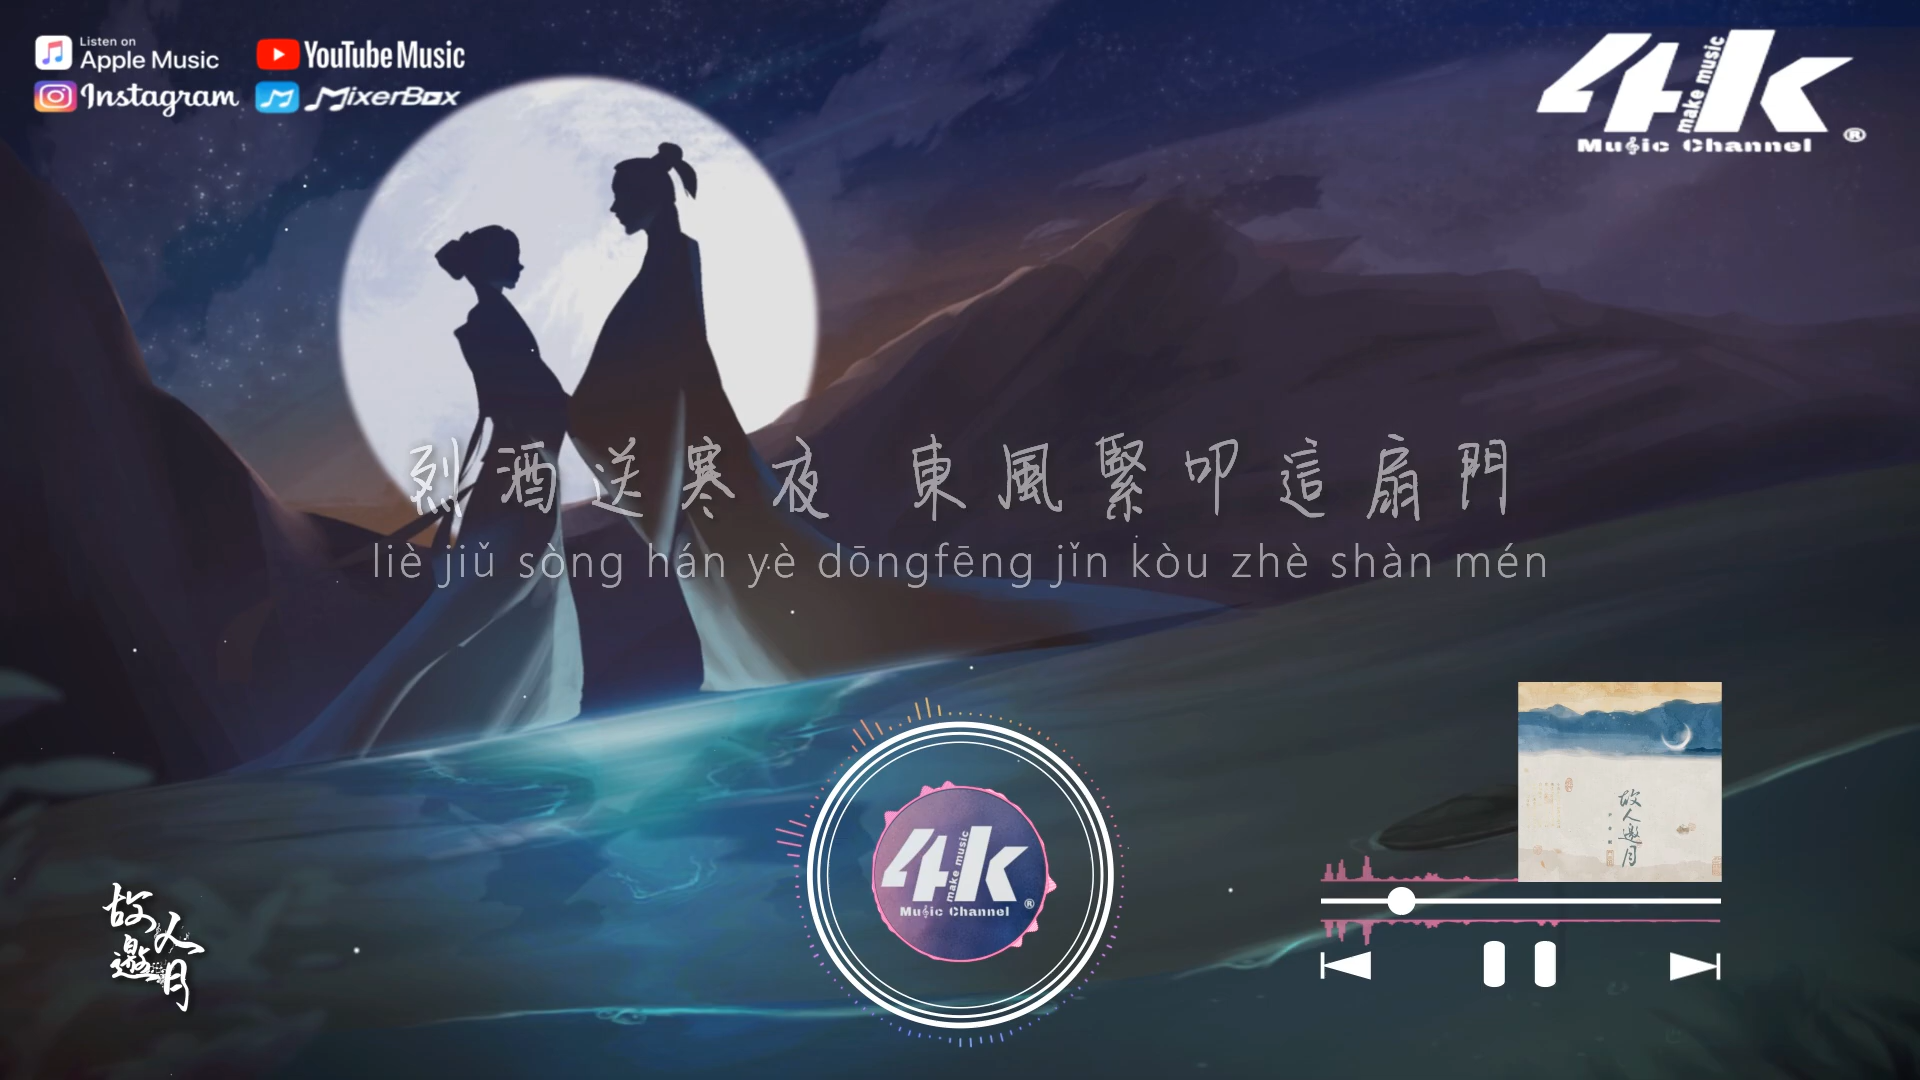 Listen on
Apple Music
YouTube Music
Instagram
MixerBox
4k
make music
Music Channel ®
烈酒送寒夜 東風緊叩這扇門
liè jiǔ sòng hán yè dōngfēng jǐn kòu zhè shàn mén
故人邀月
4k
make music
Music Channel ®
故人邀月